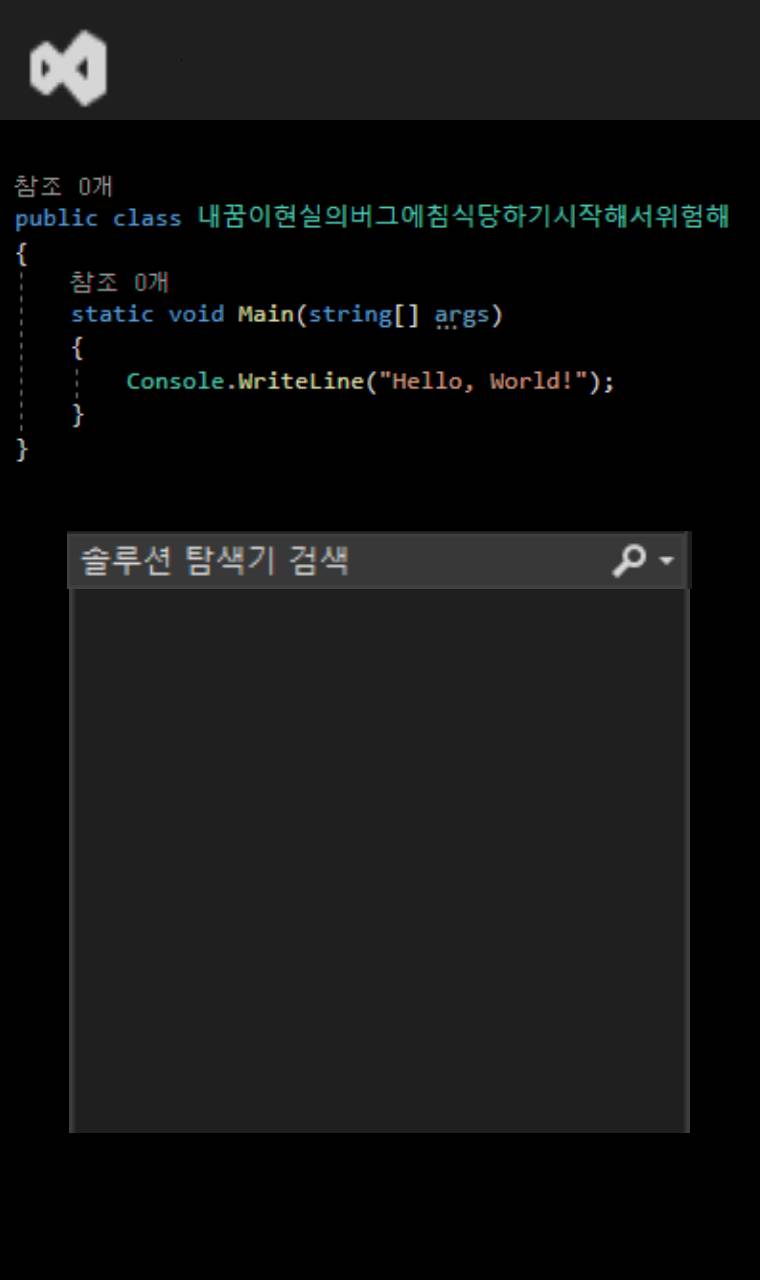 참조 0개
public class 내꿈이현실의버그에침식당하기시작해서위험해
{
참조 0개
static void Main(string[] args)
{
Console.WriteLine("Hello, World!");
}
}
솔루션 탐색기 검색